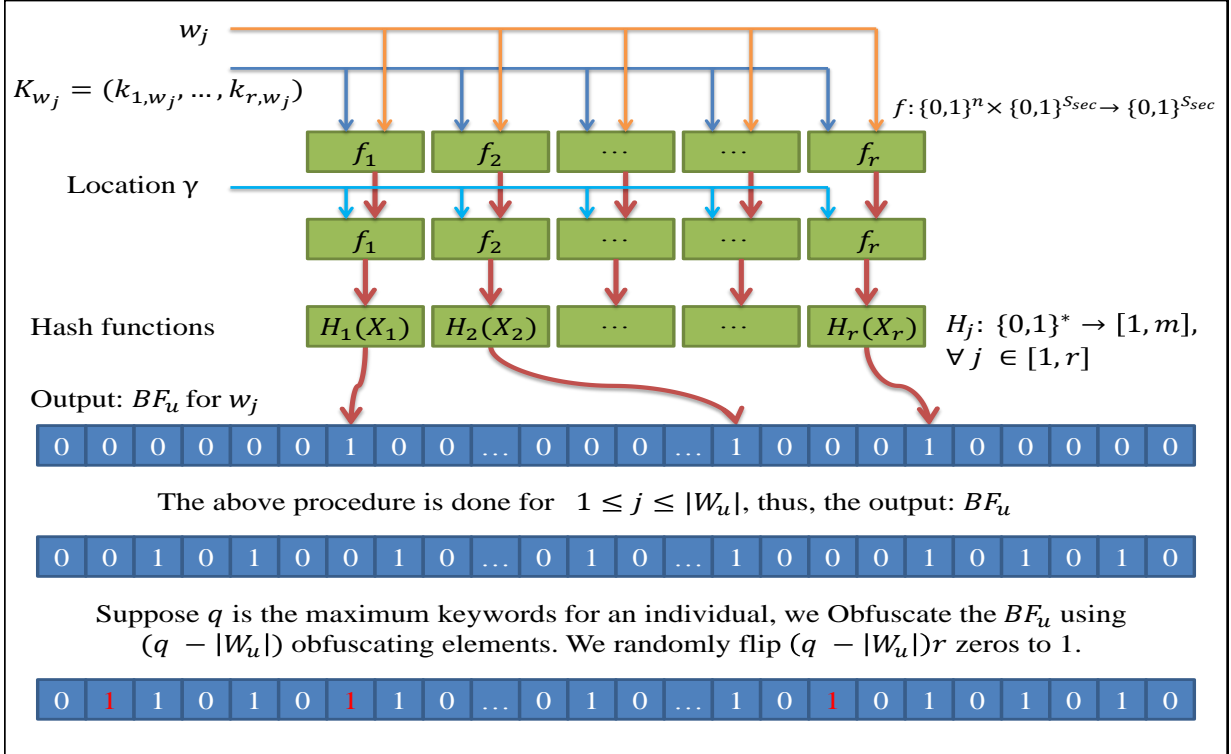 w_j
K_{w_j} = (k_{1,w_j}, … , k_{r,w_j})
f: {0,1}^n × {0,1}^{S_{sec}} → {0,1}^{S_{sec}}
f_1 f_2 … … f_r
Location γ
f_1 f_2 … … f_r
Hash functions H_1(X_1) H_2(X_2) … … H_r(X_r) H_j: {0,1}^* → [1, m],
∀ j ∈ [1, r]
Output: BF_u for w_j
0 0 0 0 0 0 1 0 0 … 0 0 0 … 1 0 0 0 1 0 0 0 0 0
The above procedure is done for 1 ≤ j ≤ |W_u|, thus, the output: BF_u
0 0 1 0 1 0 0 1 0 … 0 1 0 … 1 0 0 0 1 0 1 0 1 0
Suppose q is the maximum keywords for an individual, we Obfuscate the BF_u using
(q − |W_u|) obfuscating elements. We randomly flip (q − |W_u|)r zeros to 1.
0 1 1 0 1 0 1 1 0 … 0 1 0 … 1 0 1 0 1 0 1 0 1 0